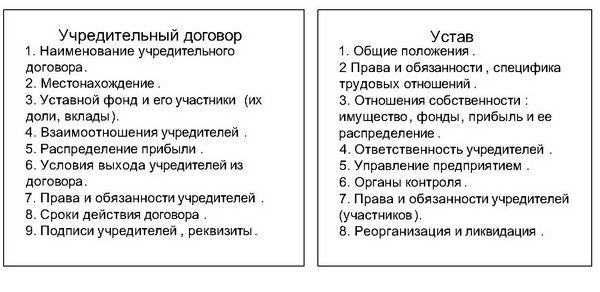 Учредительный договор
1. Наименование учредительного
договора.
2. Местонахождение .
3. Уставной фонд и его участники (их
доли, вклады).
4. Взаимоотношения учредителей .
5. Распределение прибыли .
6. Условия выхода учредителей из
договора.
7. Права и обязанности учредителей .
8. Сроки действия договора .
9. Подписи учредителей , реквизиты .
Устав
1. Общие положения .
2 Права и обязанности , специфика
трудовых отношений .
3. Отношения собственности :
имущество, фонды, прибыль и ее
распределение .
4. Ответственность учредителей .
5. Управление предприятием .
6. Органы контроля .
7. Права и обязанности учредителей
(участников).
8. Реорганизация и ликвидация .